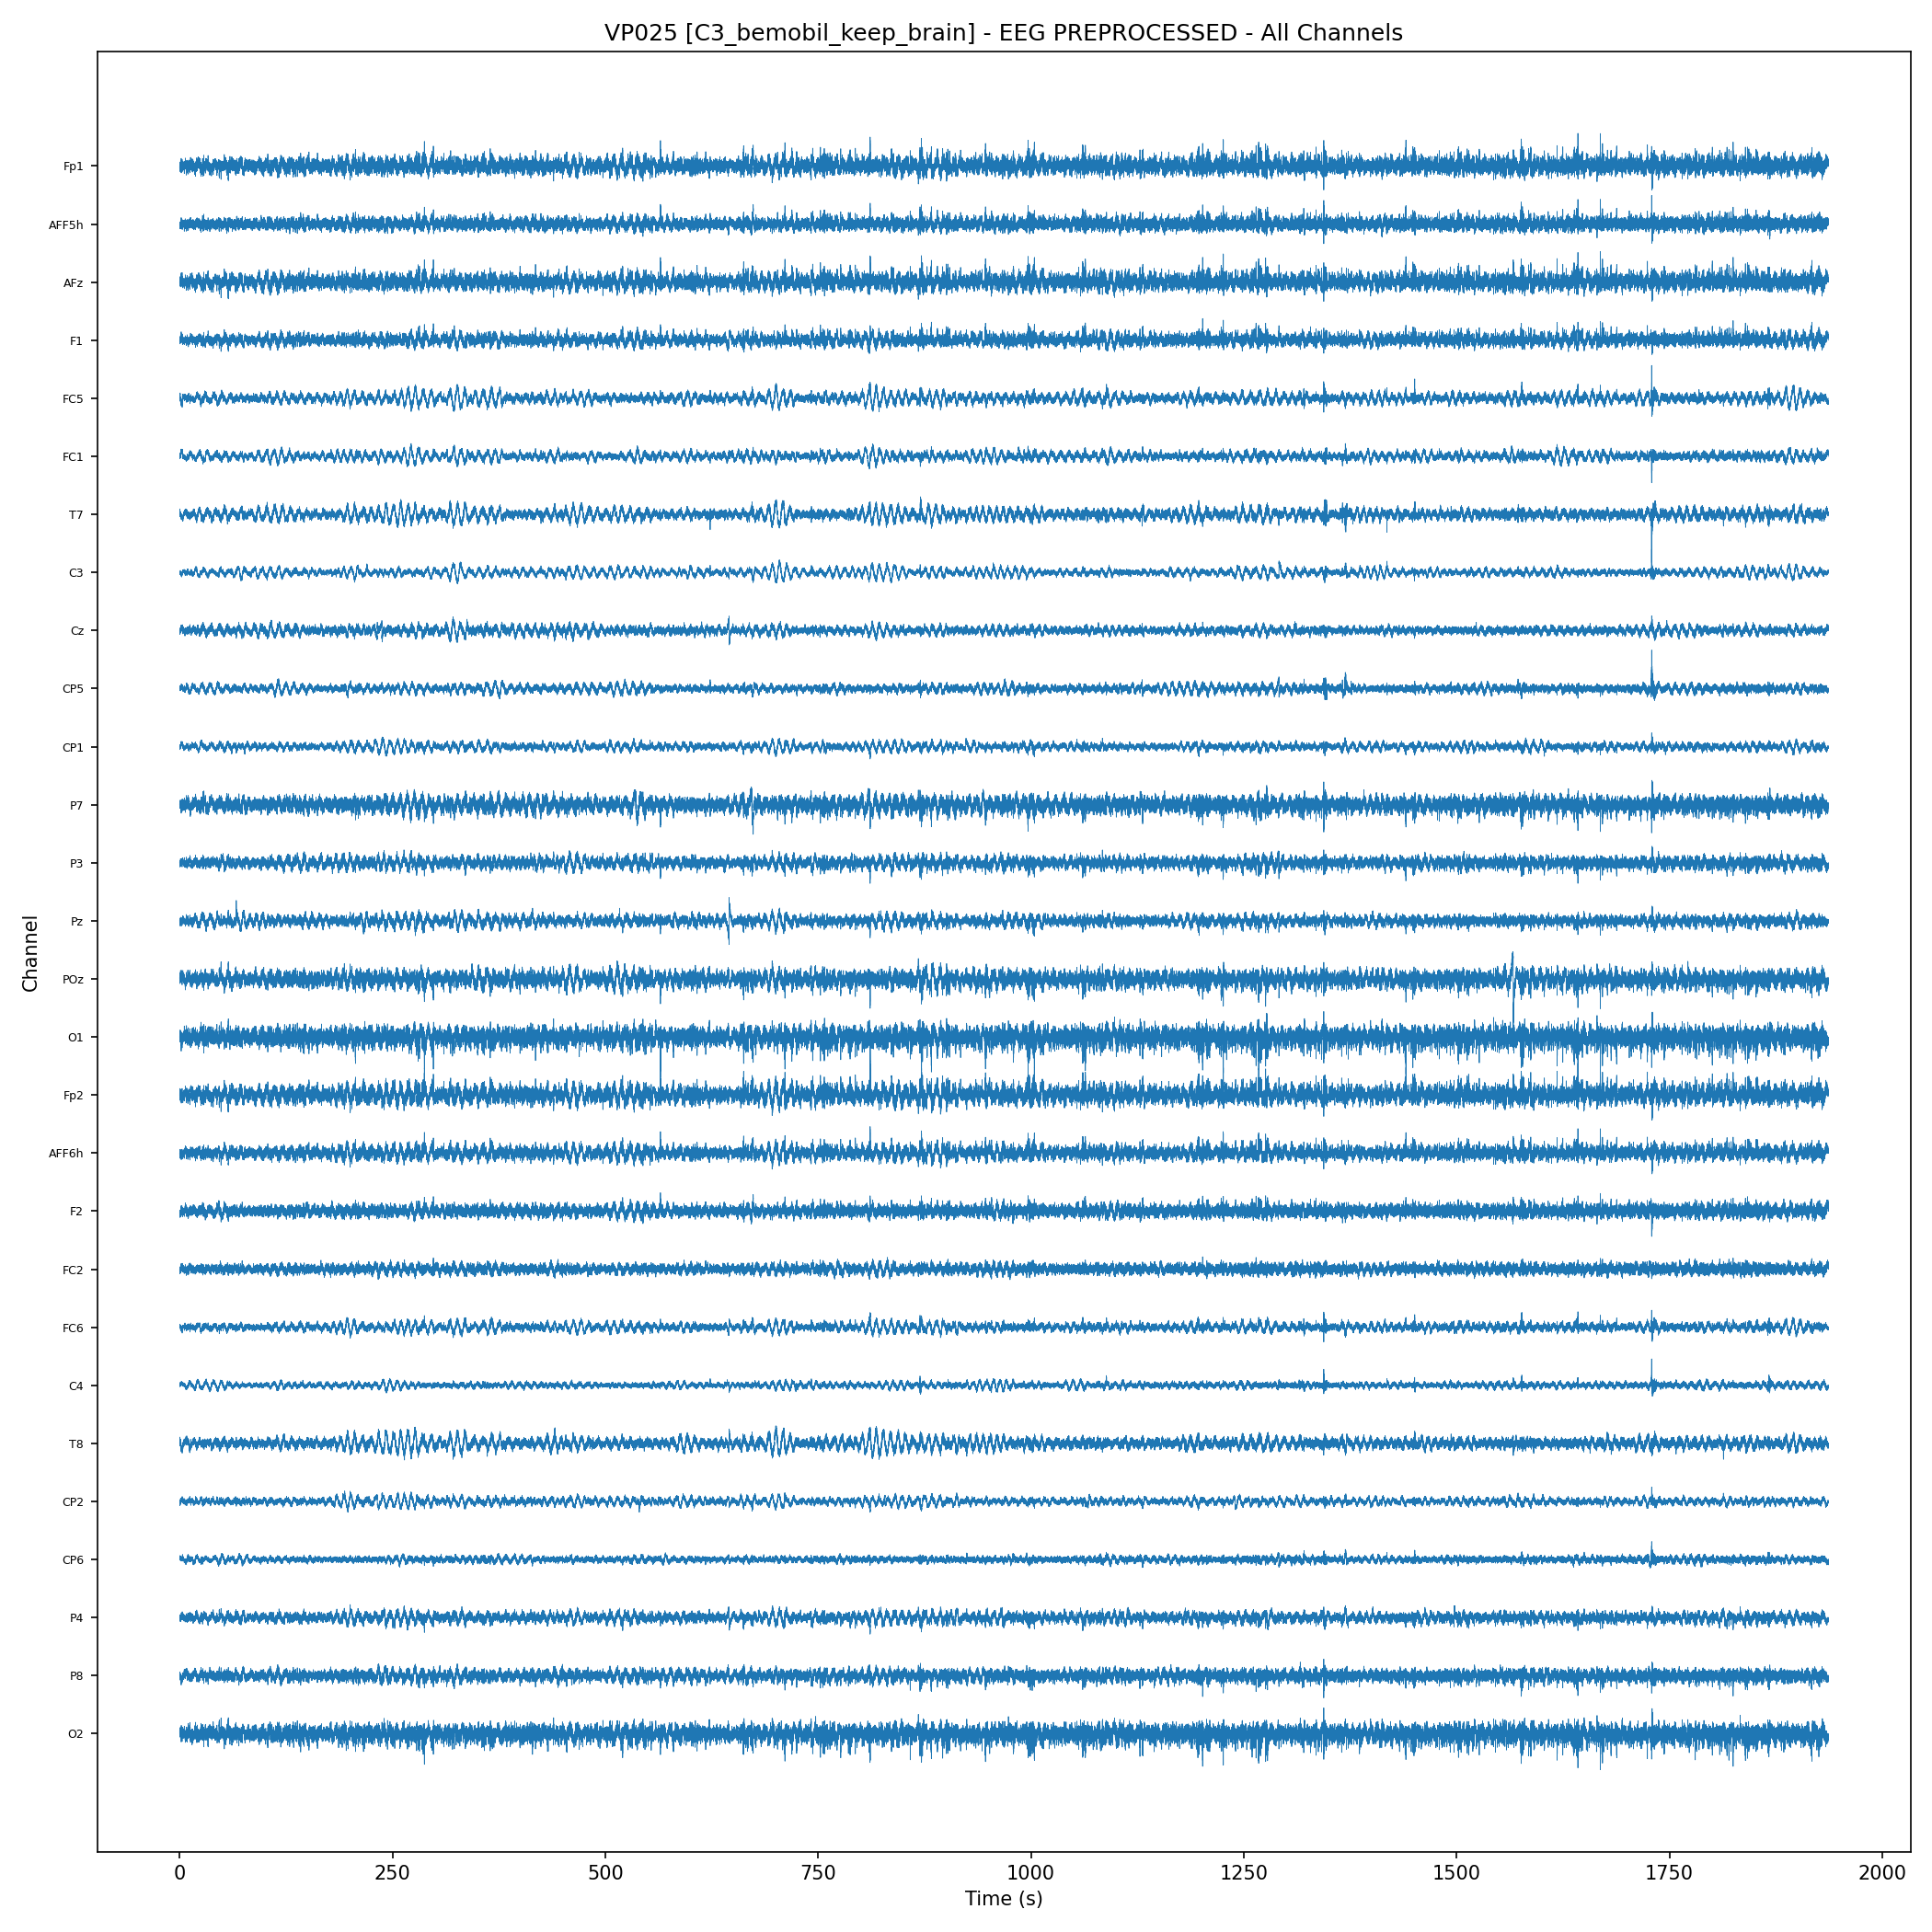 VP025 [C3_bemobil_keep_brain] - EEG PREPROCESSED - All Channels
Channel
Fp1
AFF5h
AFz
F1
FC5
FC1
T7
C3
Cz
CP5
CP1
P7
P3
Pz
POz
O1
Fp2
AFF6h
F2
FC2
FC6
C4
T8
CP2
CP6
P4
P8
O2
0 250 500 750 1000 1250 1500 1750 2000
Time (s)